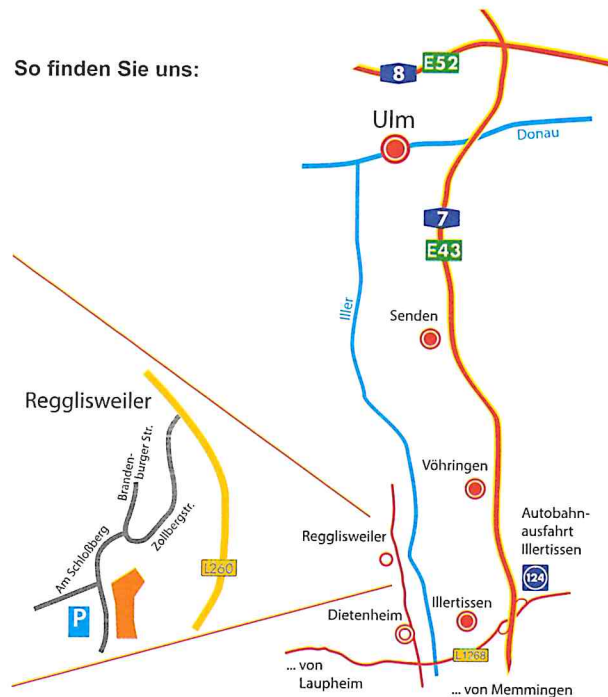 So finden Sie uns:
8
E52
Ulm
Donau
7
E43
Iller
Senden
Regglisweiler
Branden-
burger Str.
Zollbergstr.
Am Schloßberg
L260
P
Vöhringen
Autobahn-
ausfahrt
Illertissen
124
Regglisweiler
Dietenheim
Illertissen
L1268
... von
Laupheim
... von Memmingen